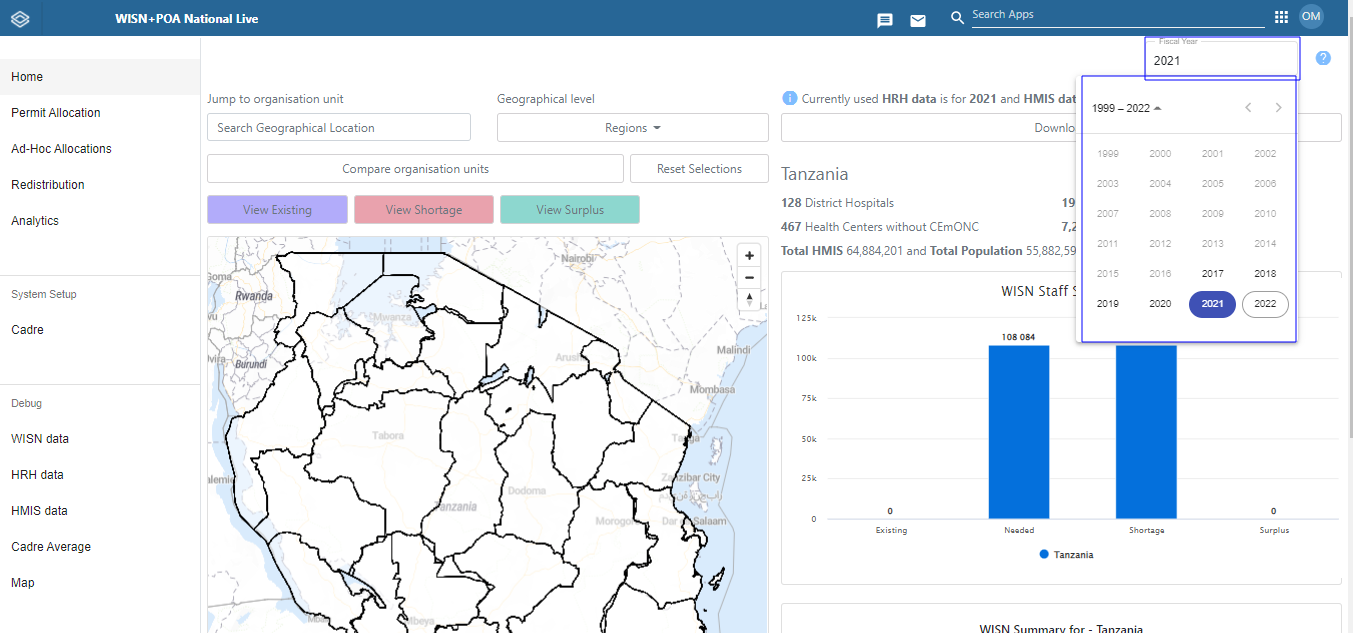 WISN+POA National Live
Search Apps
OM
Fiscal Year
2021
Home
Permit Allocation
Ad-Hoc Allocations
Redistribution
Analytics
System Setup
Cadre
Debug
WISN data
HRH data
HMIS data
Cadre Average
Map
Jump to organisation unit
Search Geographical Location
Geographical level
Regions
Compare organisation units
Reset Selections
View Existing
View Shortage
View Surplus
Nairobi
Goma
Rwanda
Mwanza
Burundi
Arusha
Malindi
Mombasa
Tabora
Tanga
Zanzibar City
Dodoma
Tanzania
Morogoro
Dar es Salaam
Mbeya
Currently used HRH data is for 2021 and HMIS dat
Downlo
Tanzania
128 District Hospitals
19
467 Health Centers without CEmONC
7,2
Total HMIS 64,884,201 and Total Population 55,882,59
1999 – 2022
1999 2000 2001 2002
2003 2004 2005 2006
2007 2008 2009 2010
2011 2012 2013 2014
2015 2016 2017 2018
2019 2020 2021 2022
WISN Staff S
125k
100k
75k
50k
25k
0
0
108 084
0
Existing
Needed
Shortage
Surplus
Tanzania
WISN Summary for - Tanzania